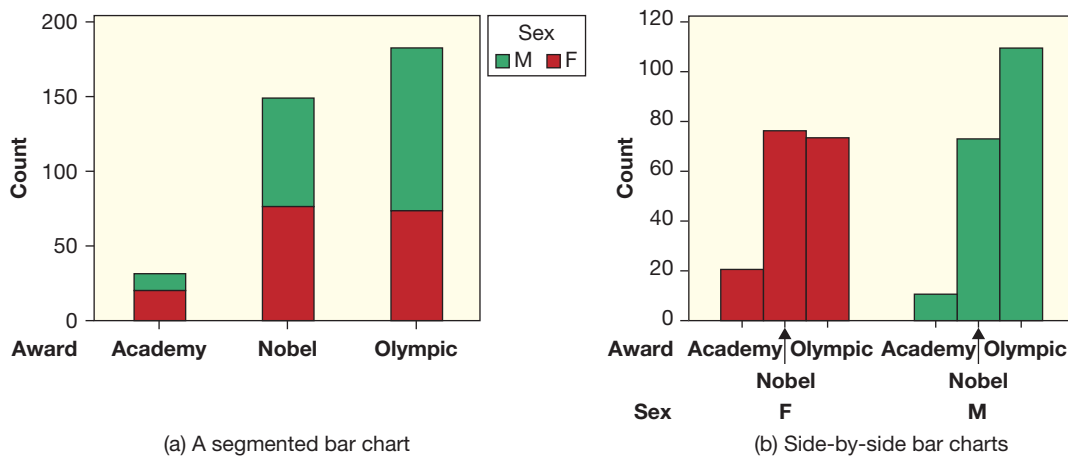 200
150
100
50
0
Count
Sex
M F
Award Academy Nobel Olympic
(a) A segmented bar chart
120
100
80
60
40
20
0
Count
Award Academy Olympic Academy Olympic
Nobel Nobel
Sex F M
(b) Side-by-side bar charts